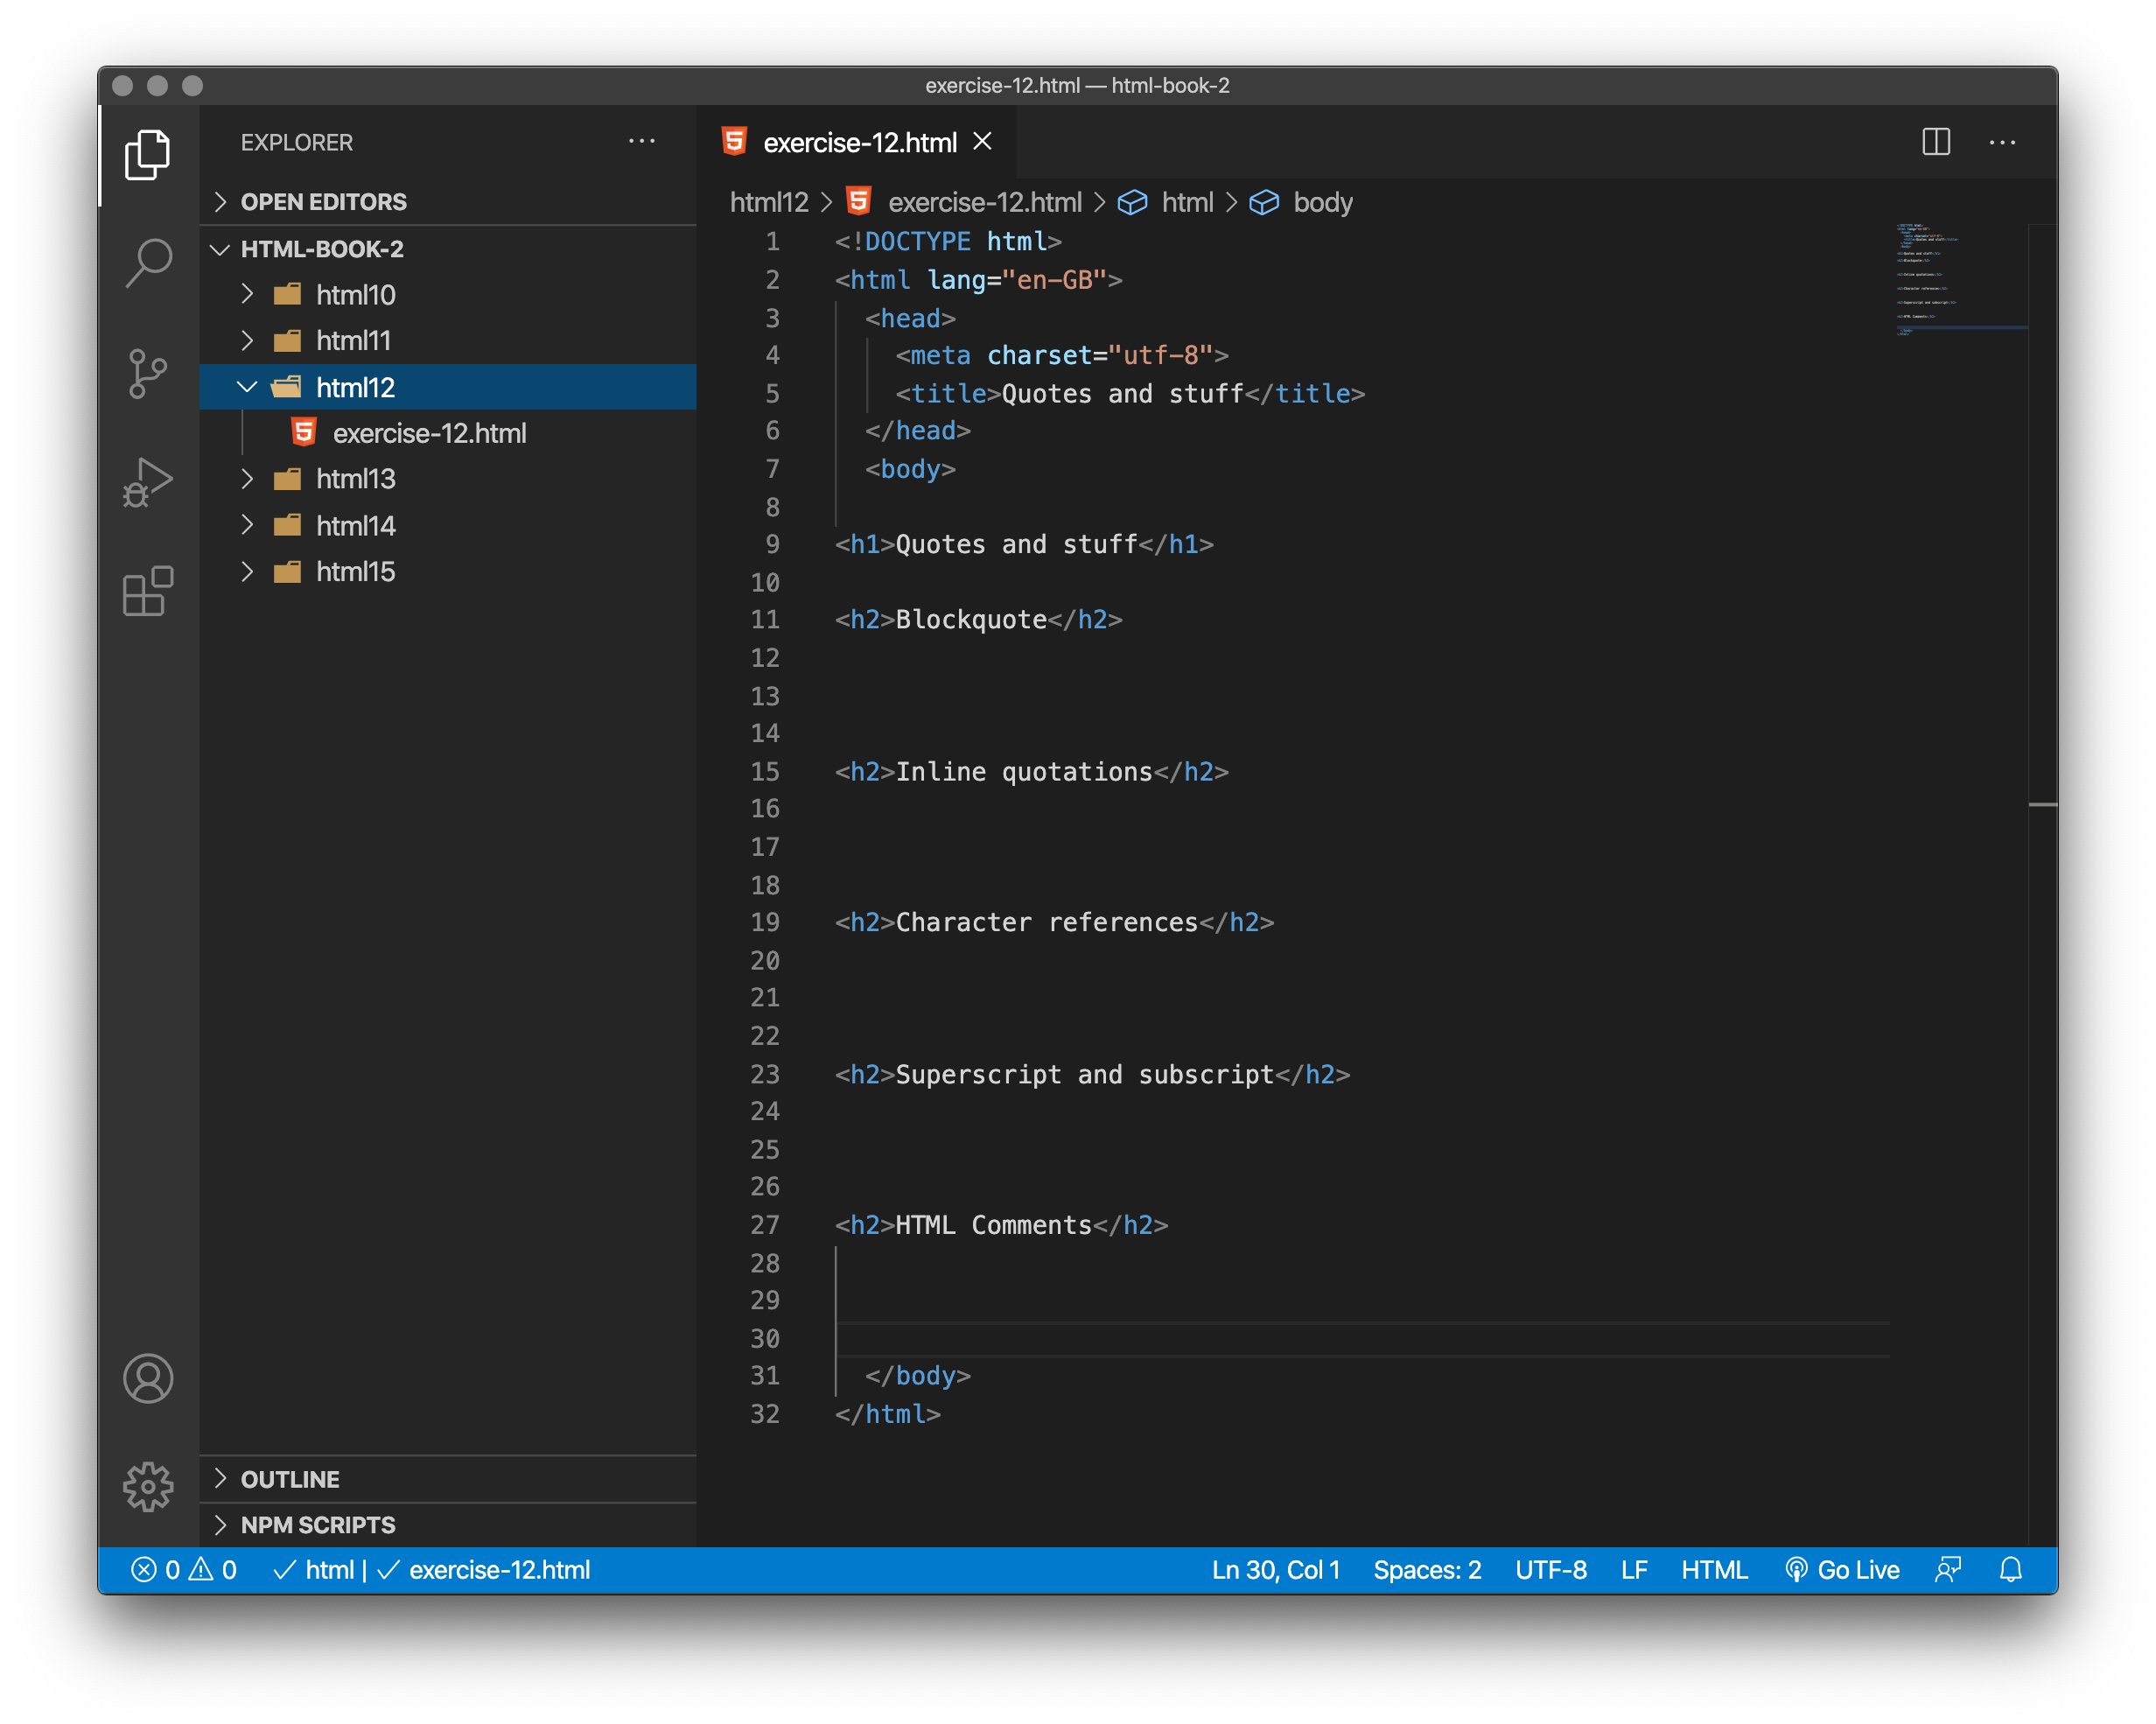 exercise-12.html — html-book-2
EXPLORER
OPEN EDITORS
HTML-BOOK-2
html10
html11
html12
exercise-12.html
html13
html14
html15
OUTLINE
NPM SCRIPTS
exercise-12.html
html12 > exercise-12.html > html > body
1 <!DOCTYPE html>
2 <html lang="en-GB">
3 <head>
4 <meta charset="utf-8">
5 <title>Quotes and stuff</title>
6 </head>
7 <body>
8
9 <h1>Quotes and stuff</h1>
10
11 <h2>Blockquote</h2>
12
13
14
15 <h2>Inline quotations</h2>
16
17
18
19 <h2>Character references</h2>
20
21
22
23 <h2>Superscript and subscript</h2>
24
25
26
27 <h2>HTML Comments</h2>
28
29
30
31 </body>
32 </html>
0 0 ✓ html | ✓ exercise-12.html Ln 30, Col 1 Spaces: 2 UTF-8 LF HTML Go Live